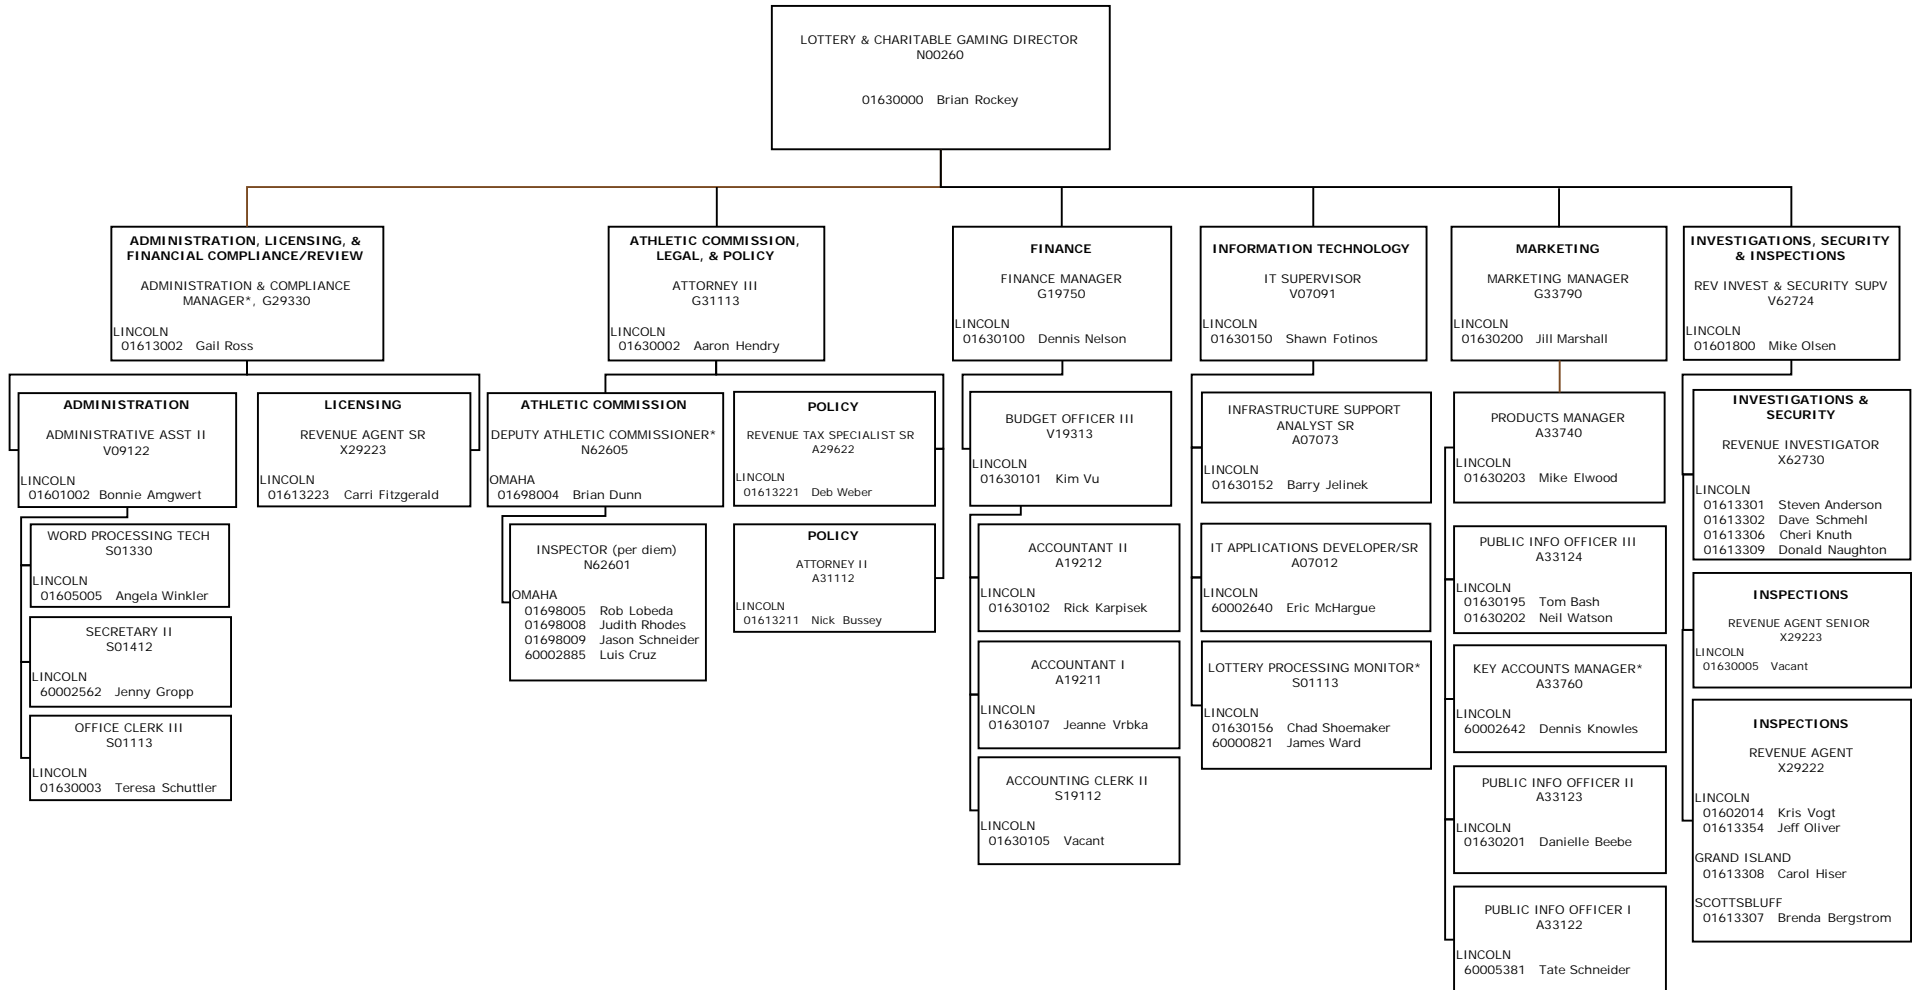 LOTTERY & CHARITABLE GAMING DIRECTOR
N00260
01630000 Brian Rockey
ADMINISTRATION, LICENSING, &
FINANCIAL COMPLIANCE/REVIEW
ADMINISTRATION & COMPLIANCE
MANAGER*, G29330
LINCOLN
01613002 Gail Ross
ATHLETIC COMMISSION,
LEGAL, & POLICY
ATTORNEY III
G31113
LINCOLN
01630002 Aaron Hendry
FINANCE
FINANCE MANAGER
G19750
LINCOLN
01630100 Dennis Nelson
INFORMATION TECHNOLOGY
IT SUPERVISOR
V07091
LINCOLN
01630150 Shawn Fotinos
MARKETING
MARKETING MANAGER
G33790
LINCOLN
01630200 Jill Marshall
INVESTIGATIONS, SECURITY
& INSPECTIONS
REV INVEST & SECURITY SUPV
V62724
LINCOLN
01601800 Mike Olsen
ADMINISTRATION
ADMINISTRATIVE ASST II
V09122
LINCOLN
01601002 Bonnie Amgwert
WORD PROCESSING TECH
S01330
LINCOLN
01605005 Angela Winkler
SECRETARY II
S01412
LINCOLN
60002562 Jenny Gropp
OFFICE CLERK III
S01113
LINCOLN
01630003 Teresa Schuttler
LICENSING
REVENUE AGENT SR
X29223
LINCOLN
01613223 Carri Fitzgerald
ATHLETIC COMMISSION
DEPUTY ATHLETIC COMMISSIONER*
N62605
OMAHA
01698004 Brian Dunn
INSPECTOR (per diem)
N62601
OMAHA
01698005 Rob Lobeda
01698008 Judith Rhodes
01698009 Jason Schneider
60002885 Luis Cruz
POLICY
REVENUE TAX SPECIALIST SR
A29622
LINCOLN
01613221 Deb Weber
POLICY
ATTORNEY II
A31112
LINCOLN
01613211 Nick Bussey
BUDGET OFFICER III
V19313
LINCOLN
01630101 Kim Vu
ACCOUNTANT II
A19212
LINCOLN
01630102 Rick Karpisek
ACCOUNTANT I
A19211
LINCOLN
01630107 Jeanne Vrbka
ACCOUNTING CLERK II
S19112
LINCOLN
01630105 Vacant
INFRASTRUCTURE SUPPORT
ANALYST SR
A07073
LINCOLN
01630152 Barry Jelinek
IT APPLICATIONS DEVELOPER/SR
A07012
LINCOLN
60002640 Eric McHargue
LOTTERY PROCESSING MONITOR*
S01113
LINCOLN
01630156 Chad Shoemaker
60000821 James Ward
PRODUCTS MANAGER
A33740
LINCOLN
01630203 Mike Elwood
PUBLIC INFO OFFICER III
A33124
LINCOLN
01630195 Tom Bash
01630202 Neil Watson
KEY ACCOUNTS MANAGER*
A33760
LINCOLN
60002642 Dennis Knowles
PUBLIC INFO OFFICER II
A33123
LINCOLN
01630201 Danielle Beebe
PUBLIC INFO OFFICER I
A33122
LINCOLN
60005381 Tate Schneider
INVESTIGATIONS &
SECURITY
REVENUE INVESTIGATOR
X62730
LINCOLN
01613301 Steven Anderson
01613302 Dave Schmehl
01613306 Cheri Knuth
01613309 Donald Naughton
INSPECTIONS
REVENUE AGENT SENIOR
X29223
LINCOLN
01630005 Vacant
INSPECTIONS
REVENUE AGENT
X29222
LINCOLN
01602014 Kris Vogt
01613354 Jeff Oliver
GRAND ISLAND
01613308 Carol Hiser
SCOTTSBLUFF
01613307 Brenda Bergstrom